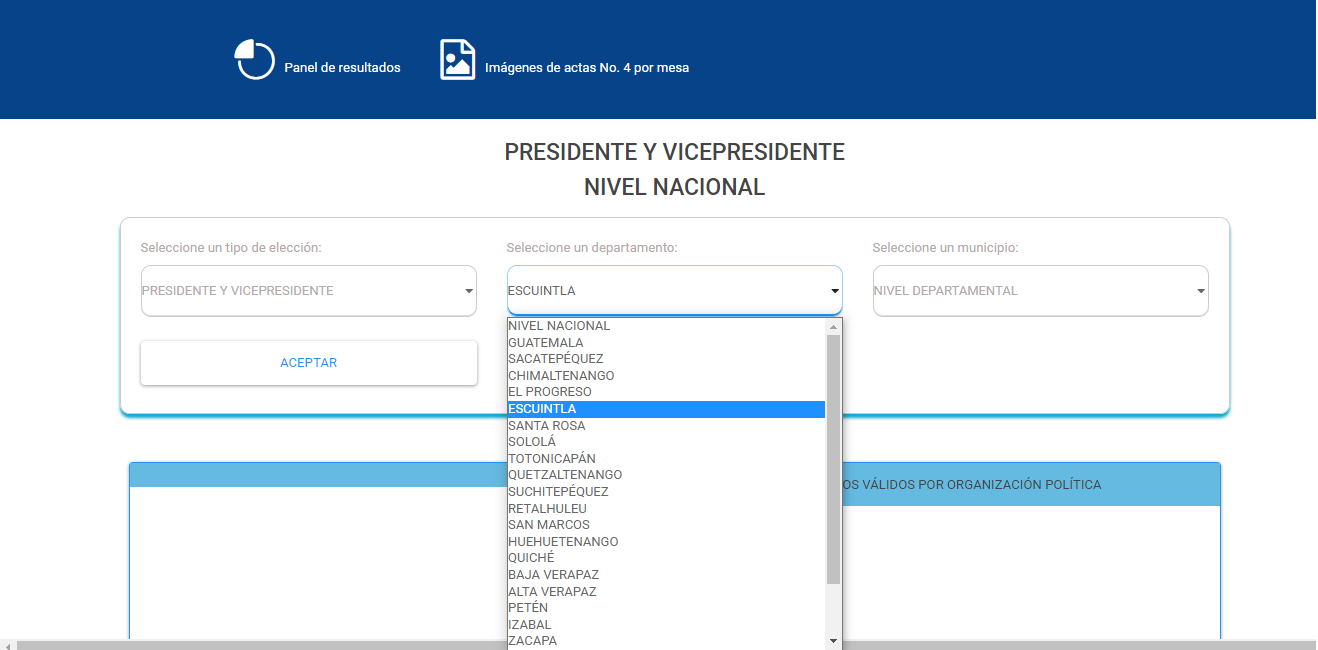 Panel de resultados
Imágenes de actas No. 4 por mesa
PRESIDENTE Y VICEPRESIDENTE
NIVEL NACIONAL
Seleccione un tipo de elección:
Seleccione un departamento:
Seleccione un municipio:
PRESIDENTE Y VICEPRESIDENTE
ESCUINTLA
NIVEL DEPARTAMENTAL
ACEPTAR
NIVEL NACIONAL
GUATEMALA
SACATEPÉQUEZ
CHIMALTENANGO
EL PROGRESO
ESCUINTLA
SANTA ROSA
SOLOLÁ
TOTONICAPÁN
QUETZALTENANGO
SUCHITEPÉQUEZ
RETALHULEU
SAN MARCOS
HUEHUETENANGO
QUICHÉ
BAJA VERAPAZ
ALTA VERAPAZ
PETÉN
IZABAL
ZACAPA
OS VÁLIDOS POR ORGANIZACIÓN POLÍTICA